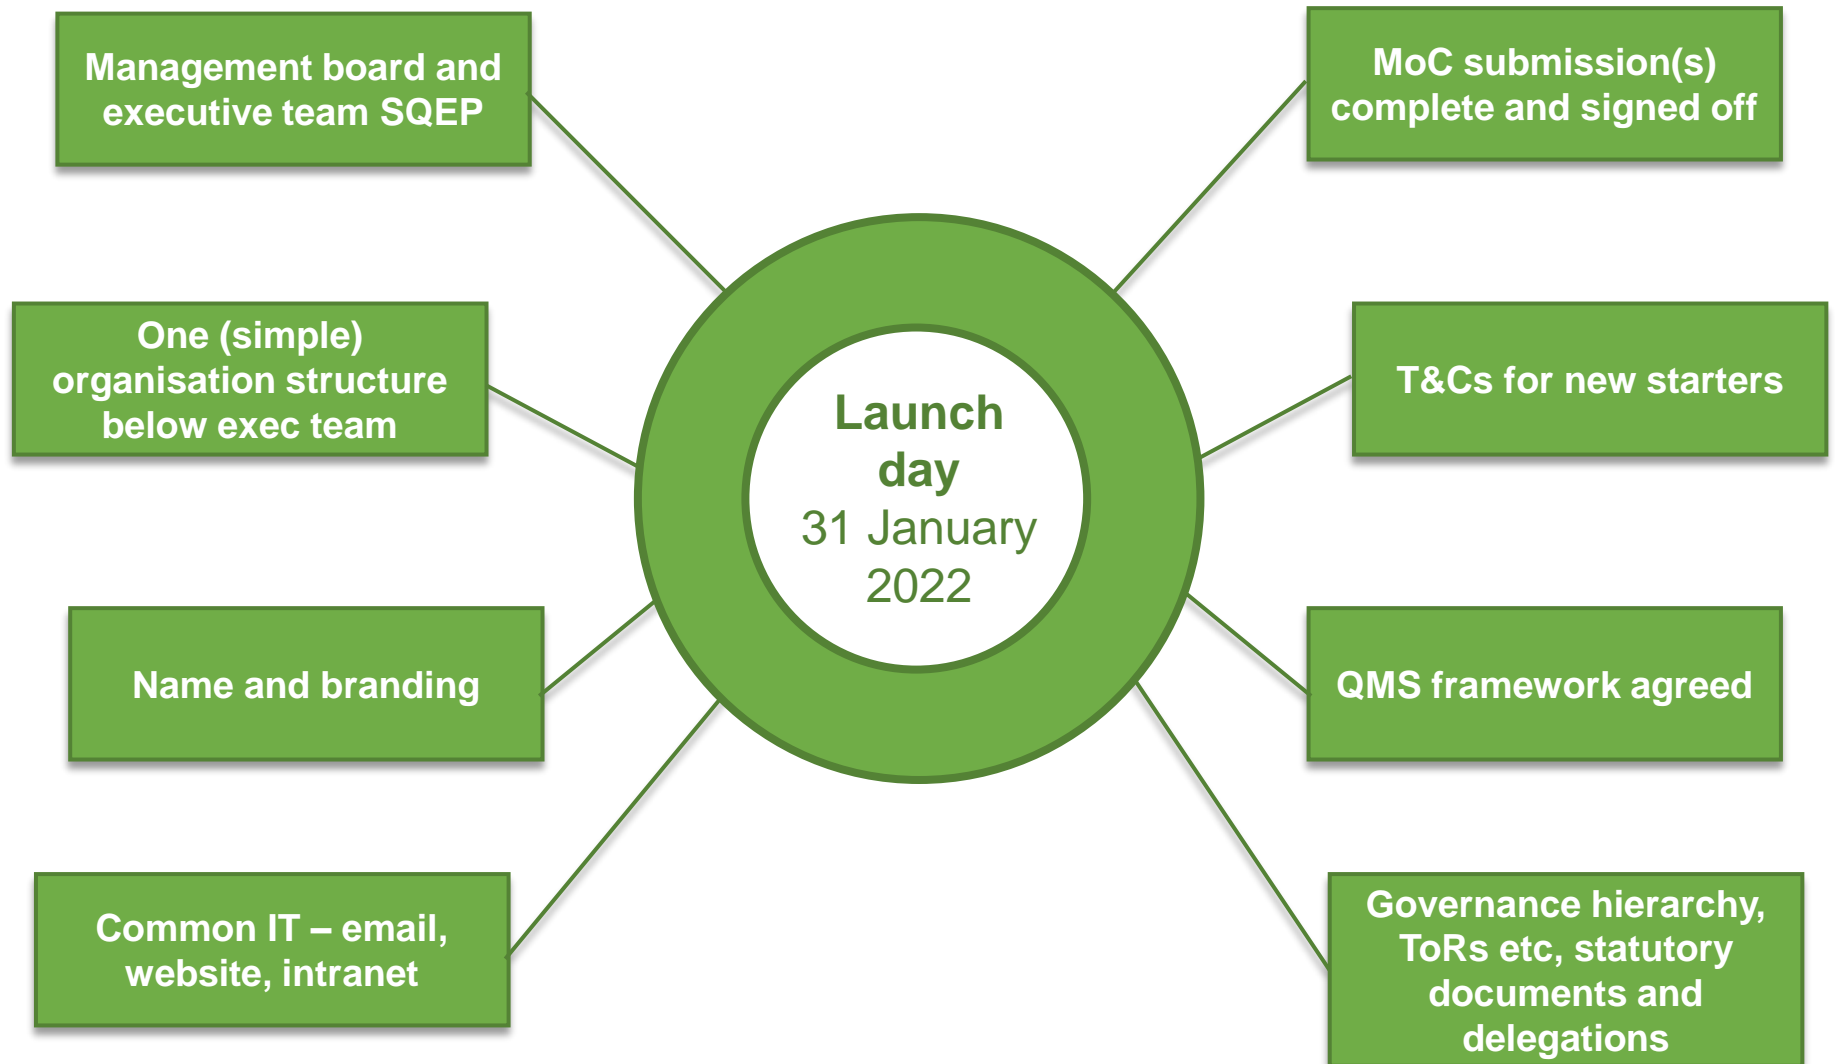 Management board and
executive team SQEP
MoC submission(s)
complete and signed off
One (simple)
organisation structure
below exec team
Launch
day
31 January
2022
T&Cs for new starters
Name and branding
QMS framework agreed
Common IT – email,
website, intranet
Governance hierarchy,
ToRs etc, statutory
documents and
delegations